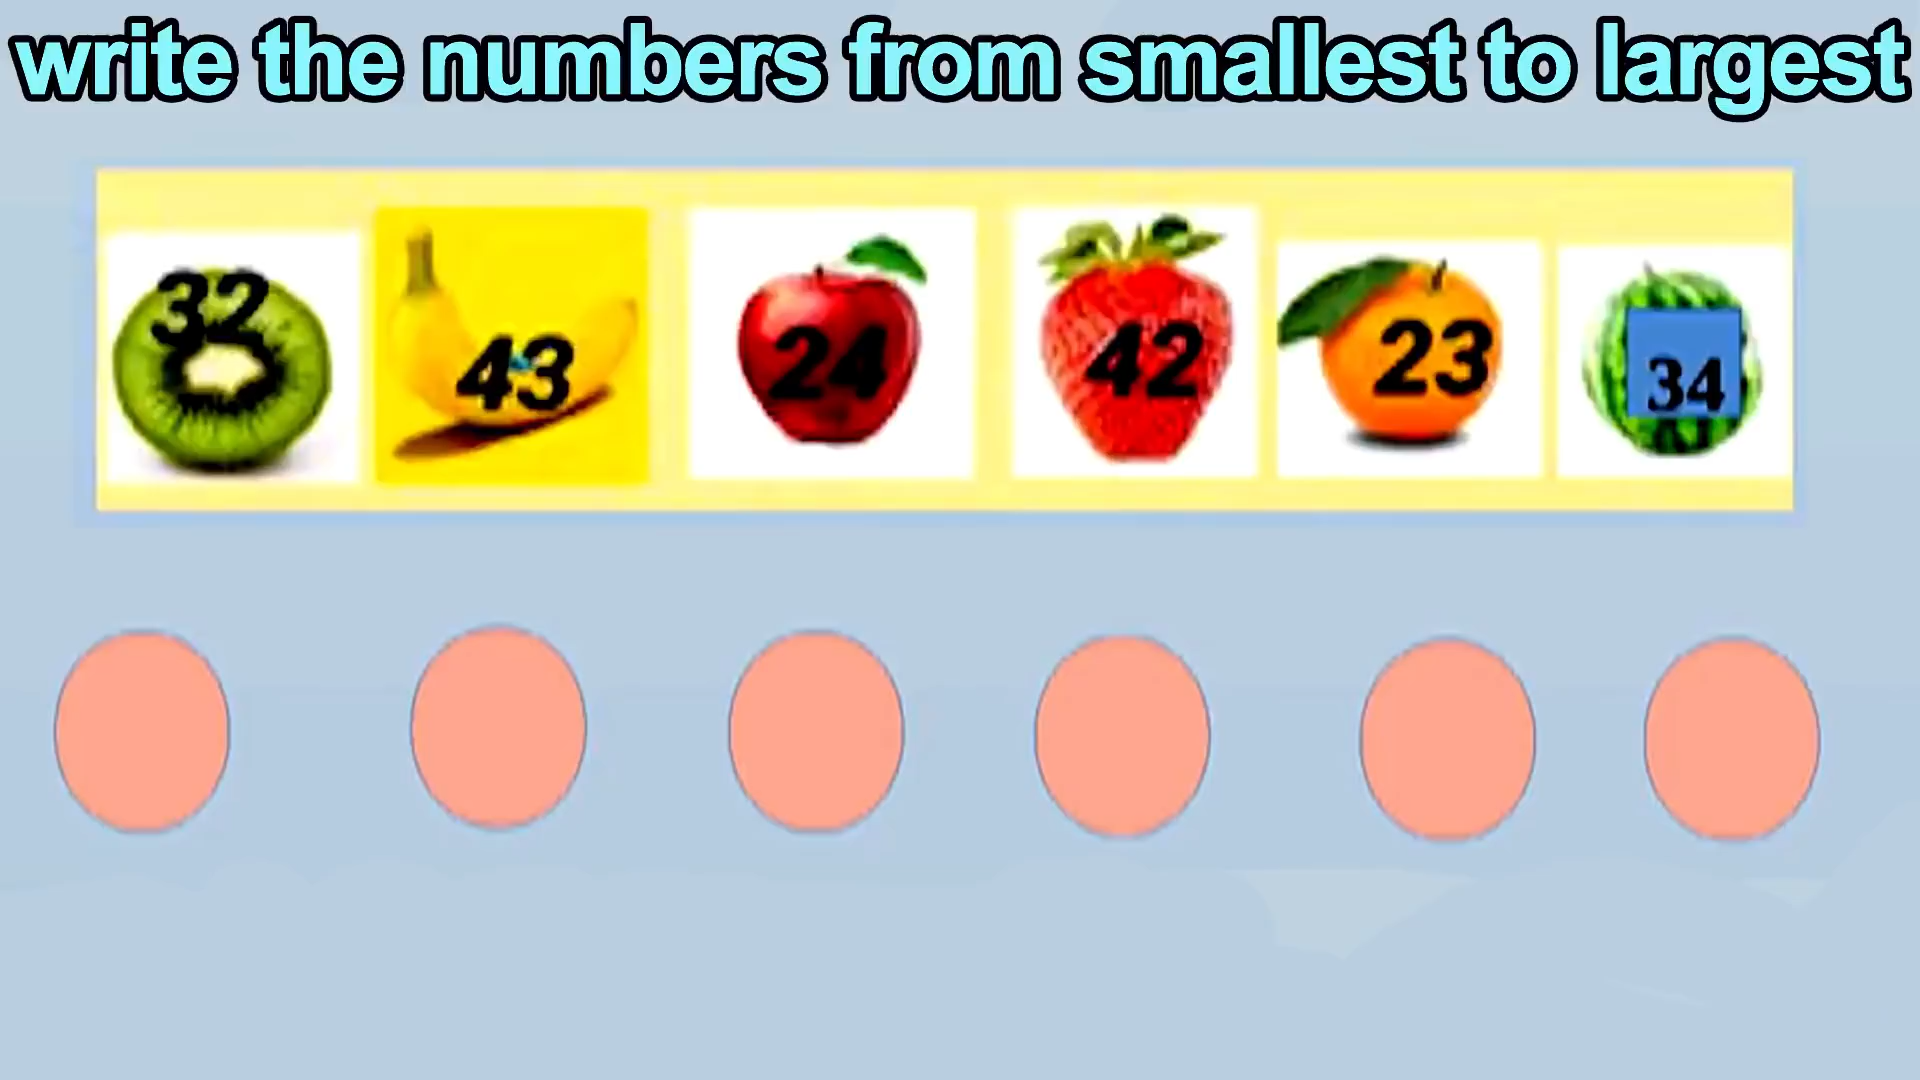 write the numbers from smallest to largest
32 43 24 42 23 34